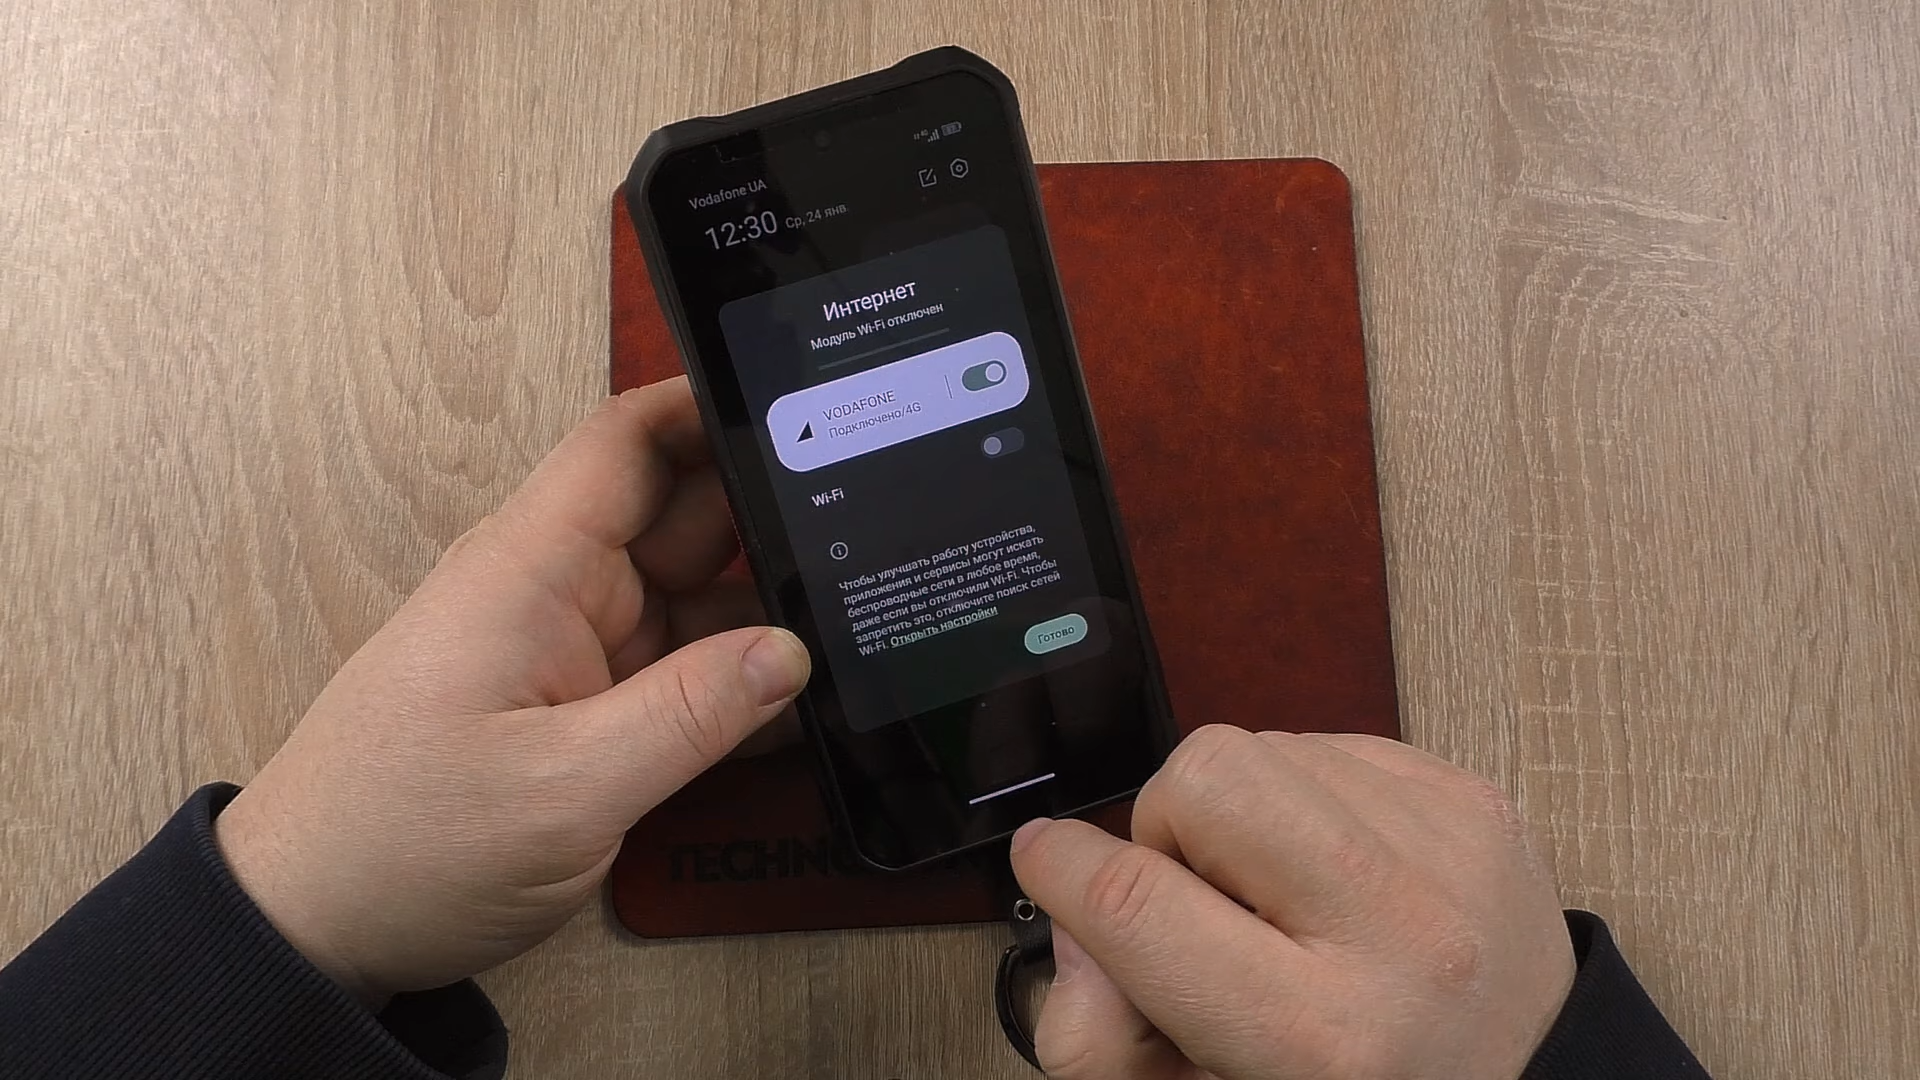 Vodafone UA
12:30 Ср, 24 янв.
Интернет
Модуль Wi-Fi отключен
VODAFONE
Подключено/4G
Wi-Fi
Чтобы улучшать работу устройства,
приложения и сервисы могут искать
беспроводные сети в любое время,
даже если вы отключили Wi-Fi. Чтобы
запретить это, отключите поиск сетей
Wi-Fi. Открыть настройки
Готово